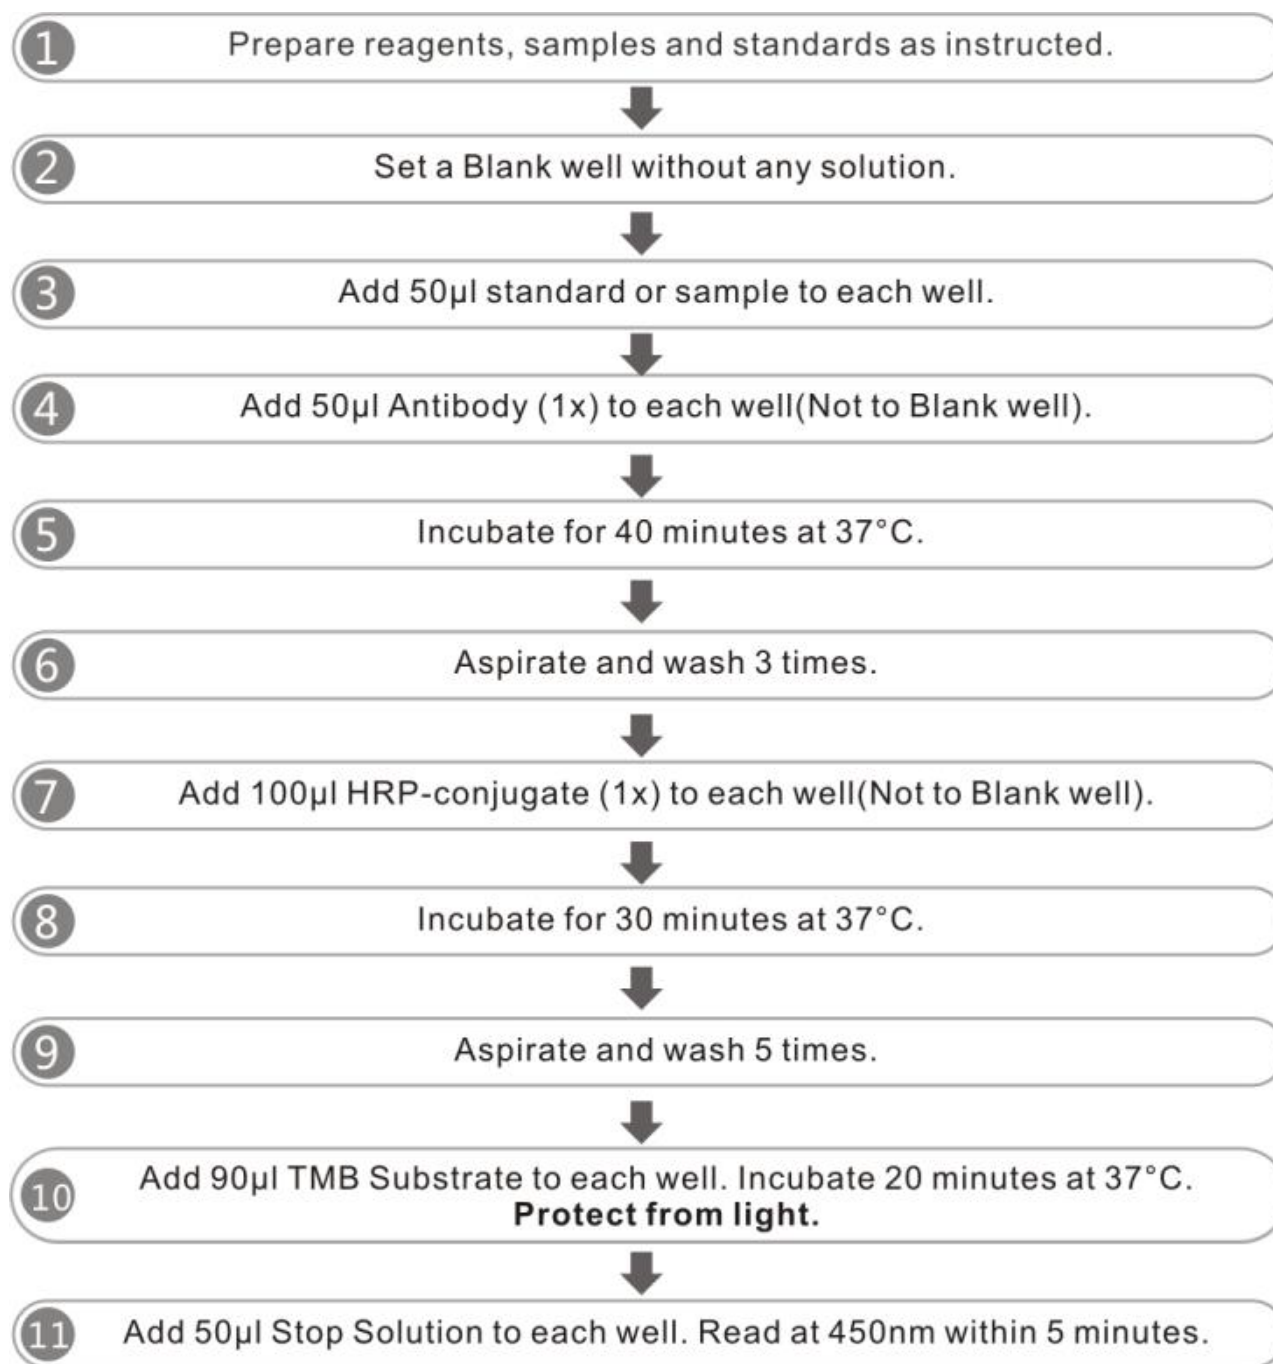 1 Prepare reagents, samples and standards as instructed.
2 Set a Blank well without any solution.
3 Add 50μl standard or sample to each well.
4 Add 50μl Antibody (1x) to each well(Not to Blank well).
5 Incubate for 40 minutes at 37°C.
6 Aspirate and wash 3 times.
7 Add 100μl HRP-conjugate (1x) to each well(Not to Blank well).
8 Incubate for 30 minutes at 37°C.
9 Aspirate and wash 5 times.
10 Add 90μl TMB Substrate to each well. Incubate 20 minutes at 37°C.
Protect from light.
11 Add 50μl Stop Solution to each well. Read at 450nm within 5 minutes.